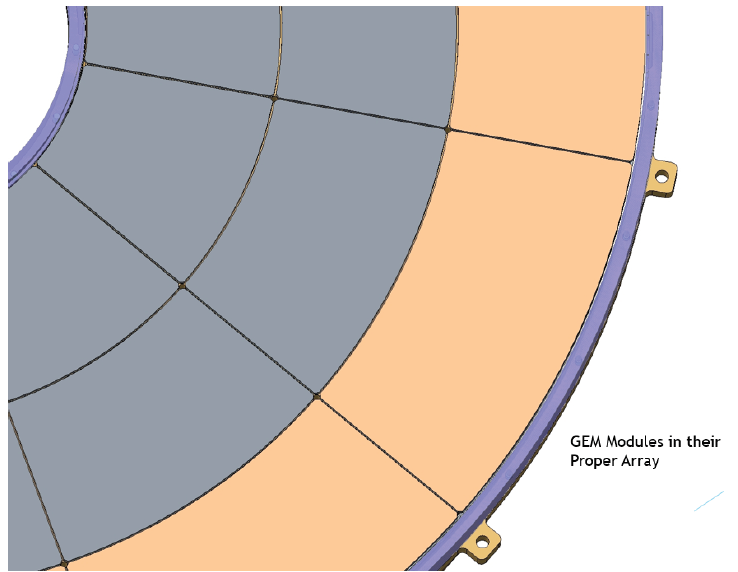 GEM Modules in their
Proper Array